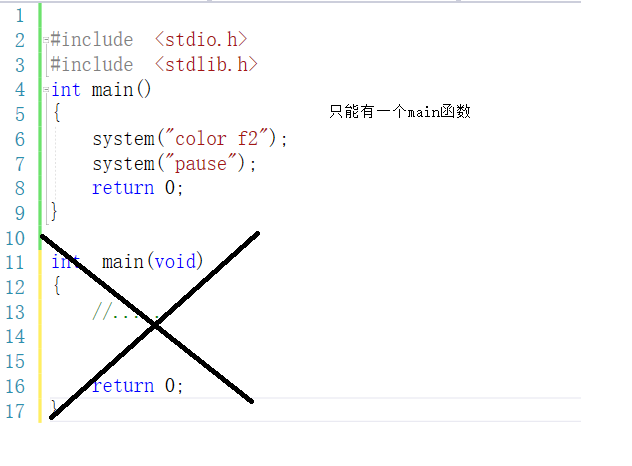 1
2 #include <stdio.h>
3 #include <stdlib.h>
4 int main()
5 { 只能有一个main函数
6 system("color f2");
7 system("pause");
8 return 0;
9 }
10
11 int main(void)
12 {
13 //......
14
15
16 return 0;
17 }